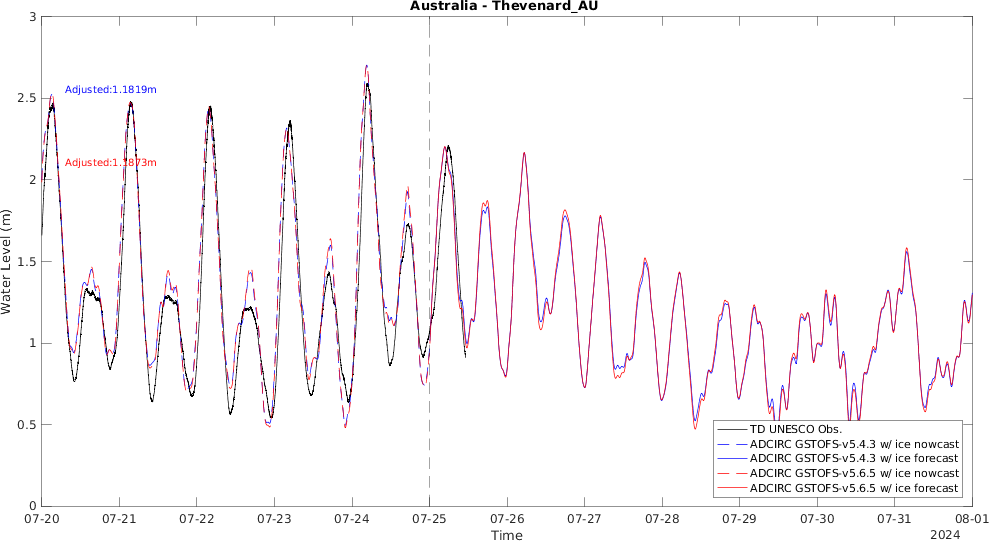 Australia - Thevenard_AU
3
2.5
2
1.5
1
0.5
0
Water Level (m)
Adjusted:1.1819m
Adjusted:1.1873m
TD UNESCO Obs.
ADCIRC GSTOFS-v5.4.3 w/ ice nowcast
ADCIRC GSTOFS-v5.4.3 w/ ice forecast
ADCIRC GSTOFS-v5.6.5 w/ ice nowcast
ADCIRC GSTOFS-v5.6.5 w/ ice forecast
07-20 07-21 07-22 07-23 07-24 07-25 07-26 07-27 07-28 07-29 07-30 07-31 08-01
Time
2024